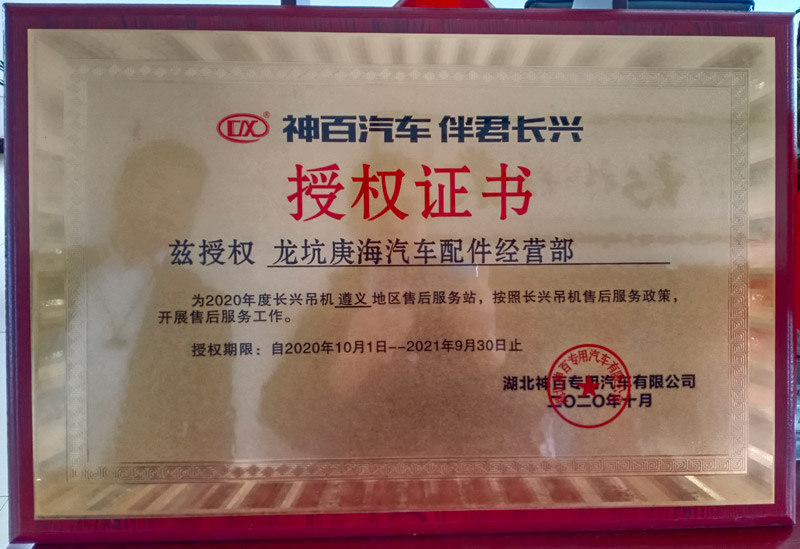 CX® 神百汽车 伴君长兴
授权证书
兹授权 龙坑庚海汽车配件经营部
为2020年度长兴吊机遵义地区售后服务站，按照长兴吊机售后服务政策，
开展售后服务工作。
授权期限：自2020年10月1日--2021年9月30日止
湖北神百专用汽车有限公司
二〇二〇年十月